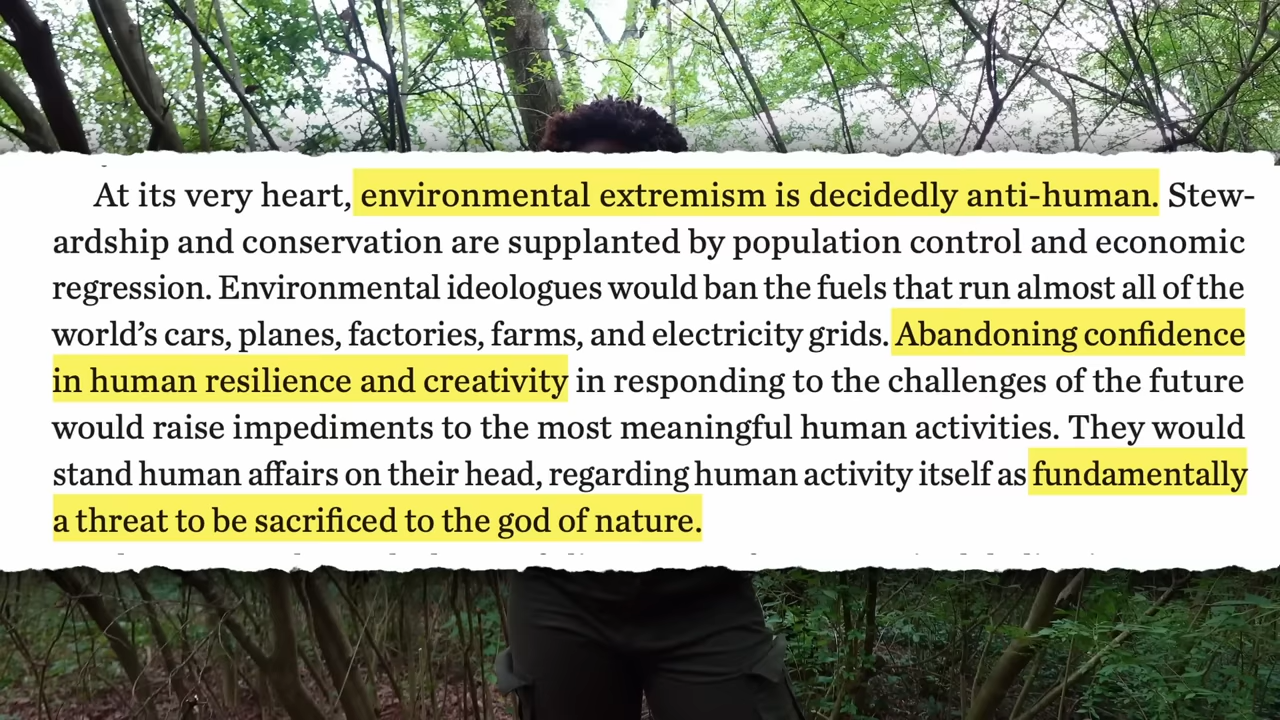 At its very heart, environmental extremism is decidedly anti-human. Stew-
ardship and conservation are supplanted by population control and economic
regression. Environmental ideologues would ban the fuels that run almost all of the
world’s cars, planes, factories, farms, and electricity grids. Abandoning confidence
in human resilience and creativity in responding to the challenges of the future
would raise impediments to the most meaningful human activities. They would
stand human affairs on their head, regarding human activity itself as fundamentally
a threat to be sacrificed to the god of nature.